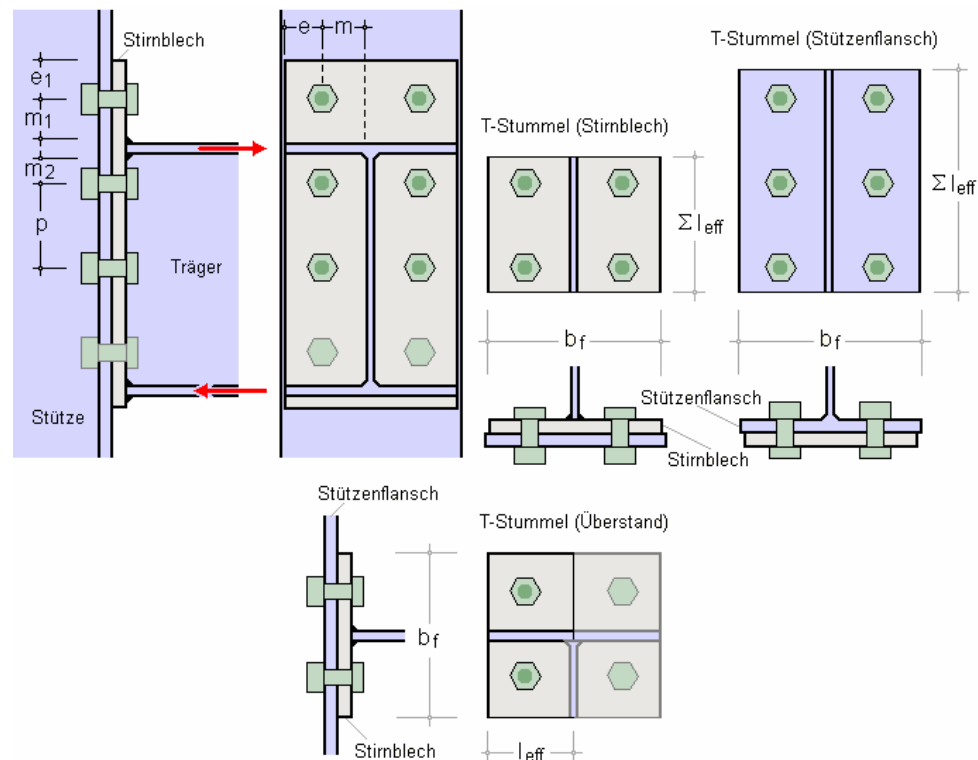 Stirnblech
e
m
T-Stummel (Stützenflansch)
e1
m1
m2
p
T-Stummel (Stirnblech)
Σ leff
Σ leff
Träger
bf
bf
Stütze
Stützenflansch
Stirnblech
Stützenflansch
T-Stummel (Überstand)
bf
Stirnblech
leff